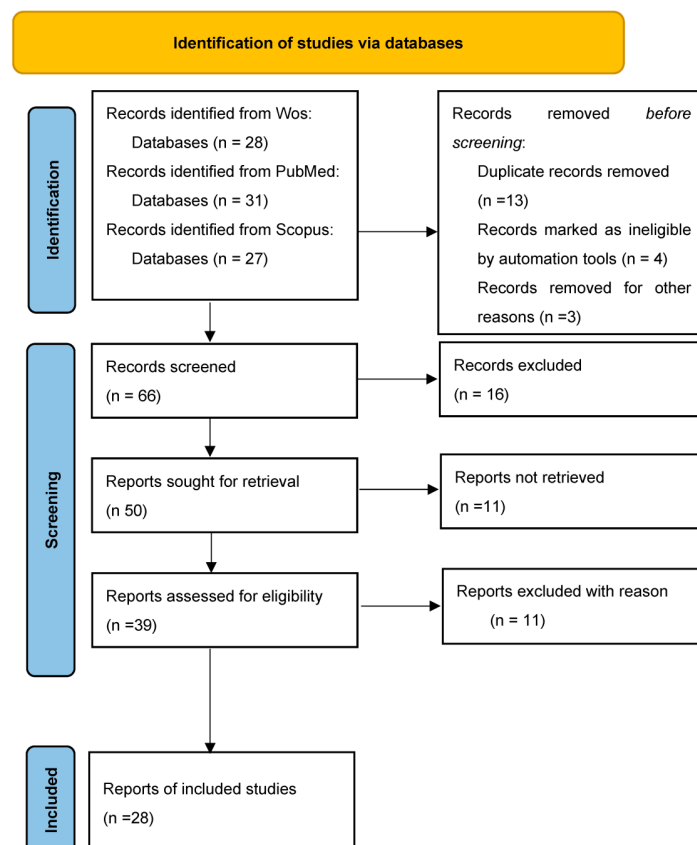 Identification of studies via databases
Identification
Records identified from Wos:
Databases (n = 28)
Records identified from PubMed:
Databases (n = 31)
Records identified from Scopus:
Databases (n = 27)
Records removed before
screening:
Duplicate records removed
(n =13)
Records marked as ineligible
by automation tools (n = 4)
Records removed for other
reasons (n =3)
Screening
Records screened
(n = 66)
Records excluded
(n = 16)
Reports sought for retrieval
(n 50)
Reports not retrieved
(n =11)
Reports assessed for eligibility
(n =39)
Reports excluded with reason
(n = 11)
Included
Reports of included studies
(n =28)